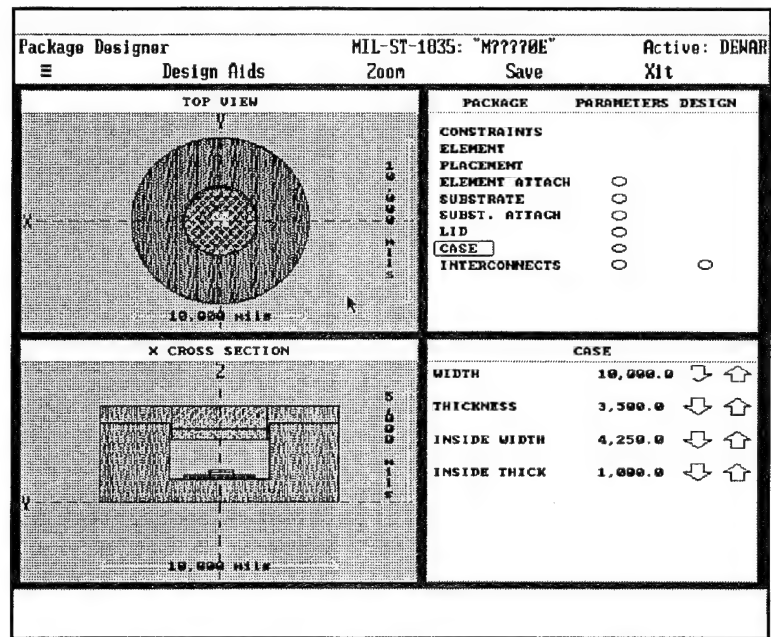 Package Designer MIL-ST-1835: "M????0E" Active: DEWAR
≡ Design Aids Zoom Save Xit
TOP VIEW
Y
X
10,000 mils
10,000 mils
PACKAGE PARAMETERS DESIGN
CONSTRAINTS
ELEMENT
PLACEMENT
ELEMENT ATTACH
SUBSTRATE
SUBST. ATTACH
LID
CASE
INTERCONNECTS
X CROSS SECTION
Z
Y
5,000 mils
10,000 mils
CASE
WIDTH 10,000.0
THICKNESS 3,500.0
INSIDE WIDTH 4,250.0
INSIDE THICK 1,000.0